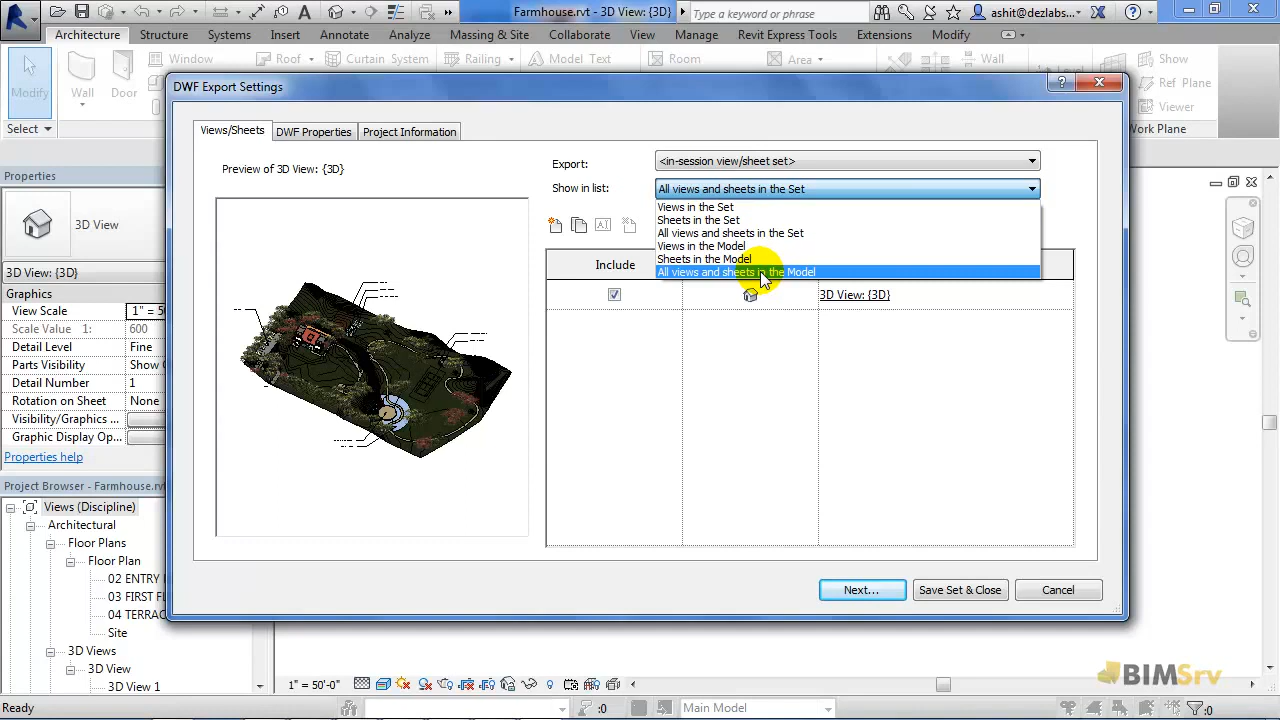 Farmhouse.rvt - 3D View: {3D}
Type a keyword or phrase
ashit@dezlabs...
Architecture Structure Systems Insert Annotate Analyze Massing & Site Collaborate View Manage Revit Express Tools Extensions Modify
Modify
Wall
Door
Window
Roof
Curtain System
Railing
Model Text
Room
Area
Wall
Level
Show
Ref Plane
Viewer
Select
Work Plane
DWF Export Settings
Views/Sheets
DWF Properties
Project Information
Preview of 3D View: {3D}
Export:
<in-session view/sheet set>
Show in list:
All views and sheets in the Set
Views in the Set
Sheets in the Set
All views and sheets in the Set
Views in the Model
Sheets in the Model
All views and sheets in the Model
Include
3D View: {3D}
Next...
Save Set & Close
Cancel
Properties
3D View
3D View: {3D}
Graphics
View Scale 1" = 50
Scale Value 1: 600
Detail Level Fine
Parts Visibility Show O
Detail Number 1
Rotation on Sheet None
Visibility/Graphics ...
Graphic Display Op...
Properties help
Project Browser - Farmhouse.rvt
Views (Discipline)
Architectural
Floor Plans
Floor Plan
02 ENTRY
03 FIRST FL
04 TERRAC
Site
3D Views
3D View
3D View 1
1" = 50'-0"
BIMSrv
Ready
:0
Main Model
:0